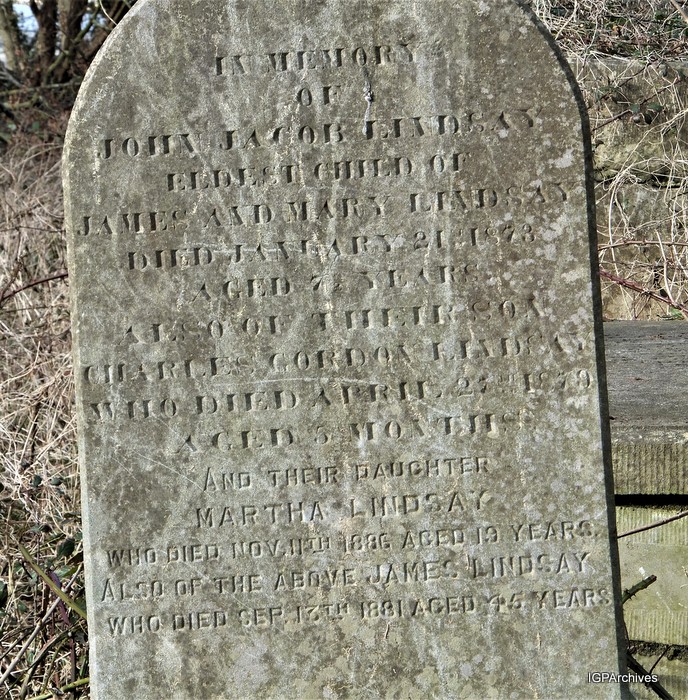 IN MEMORY
OF
JOHN JACOB LINDSAY
ELDEST CHILD OF
JAMES AND MARY LINDSAY
DIED JANUARY 21ST 1873
AGED 7½ YEARS
ALSO OF THEIR SON
CHARLES GORDON LINDSAY
WHO DIED APRIL 1879
AGED 5 MONTHS
AND THEIR DAUGHTER
MARTHA LINDSAY
WHO DIED NOV. 11TH 1886 AGED 19 YEARS.
ALSO OF THE ABOVE JAMES LINDSAY
WHO DIED SEP. 13TH 1881 AGED 45 YEARS
IGPArchives